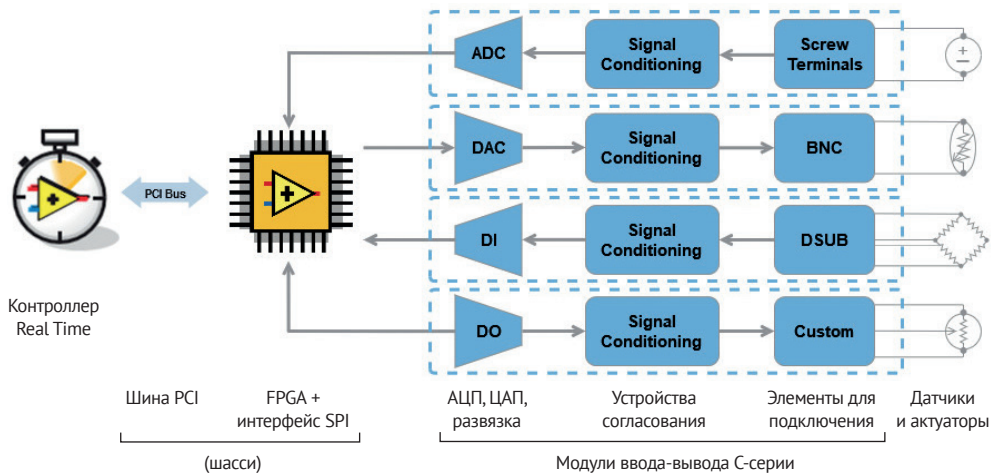 ADC
Signal
Conditioning
Screw
Terminals
DAC
Signal
Conditioning
BNC
PCI Bus
DI
Signal
Conditioning
DSUB
Контроллер
Real Time
DO
Signal
Conditioning
Custom
Шина PCI
FPGA +
интерфейс SPI
АЦП, ЦАП,
развязка
Устройства
согласования
Элементы для
подключения
Датчики
и актуаторы
(шасси)
Модули ввода-вывода С-серии